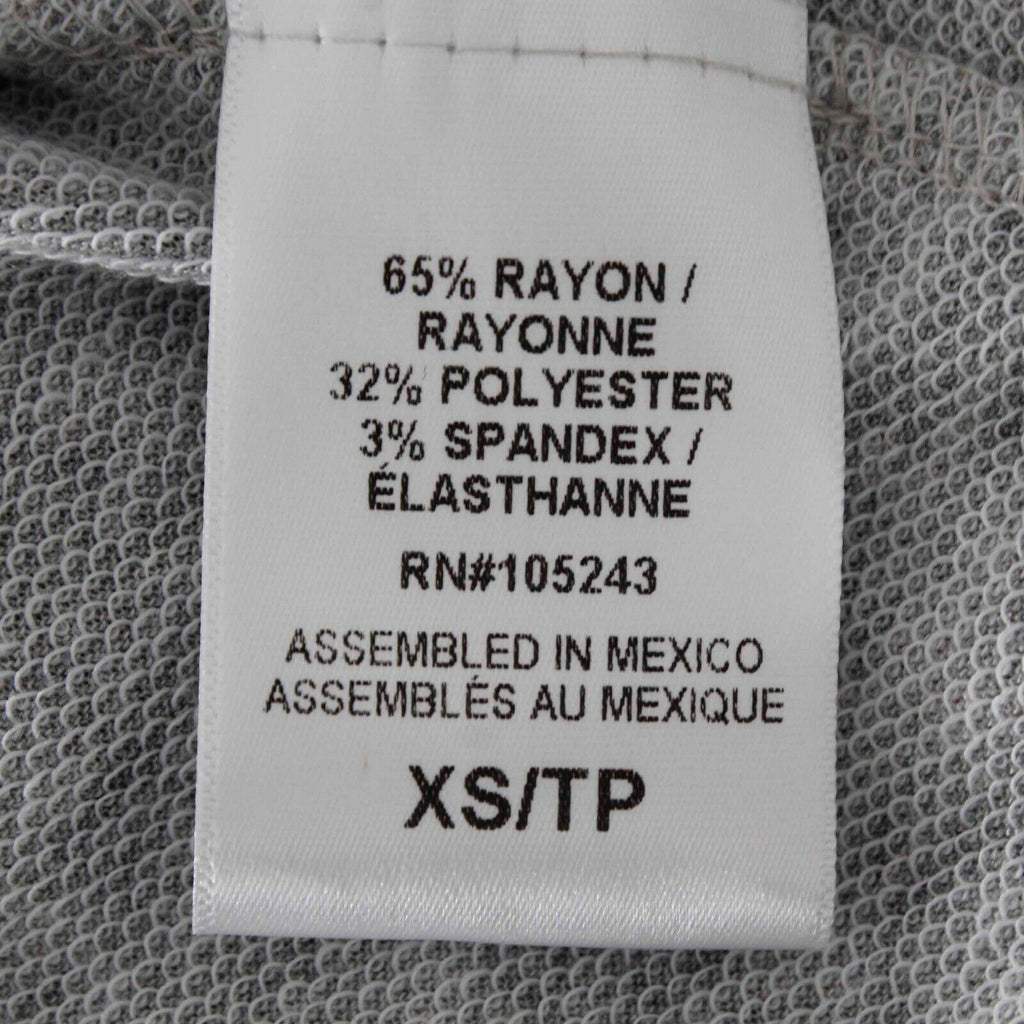 65% RAYON /
RAYONNE
32% POLYESTER
3% SPANDEX /
ÉLASTHANNE
RN#105243
ASSEMBLED IN MEXICO
ASSEMBLÉS AU MEXIQUE
XS/TP